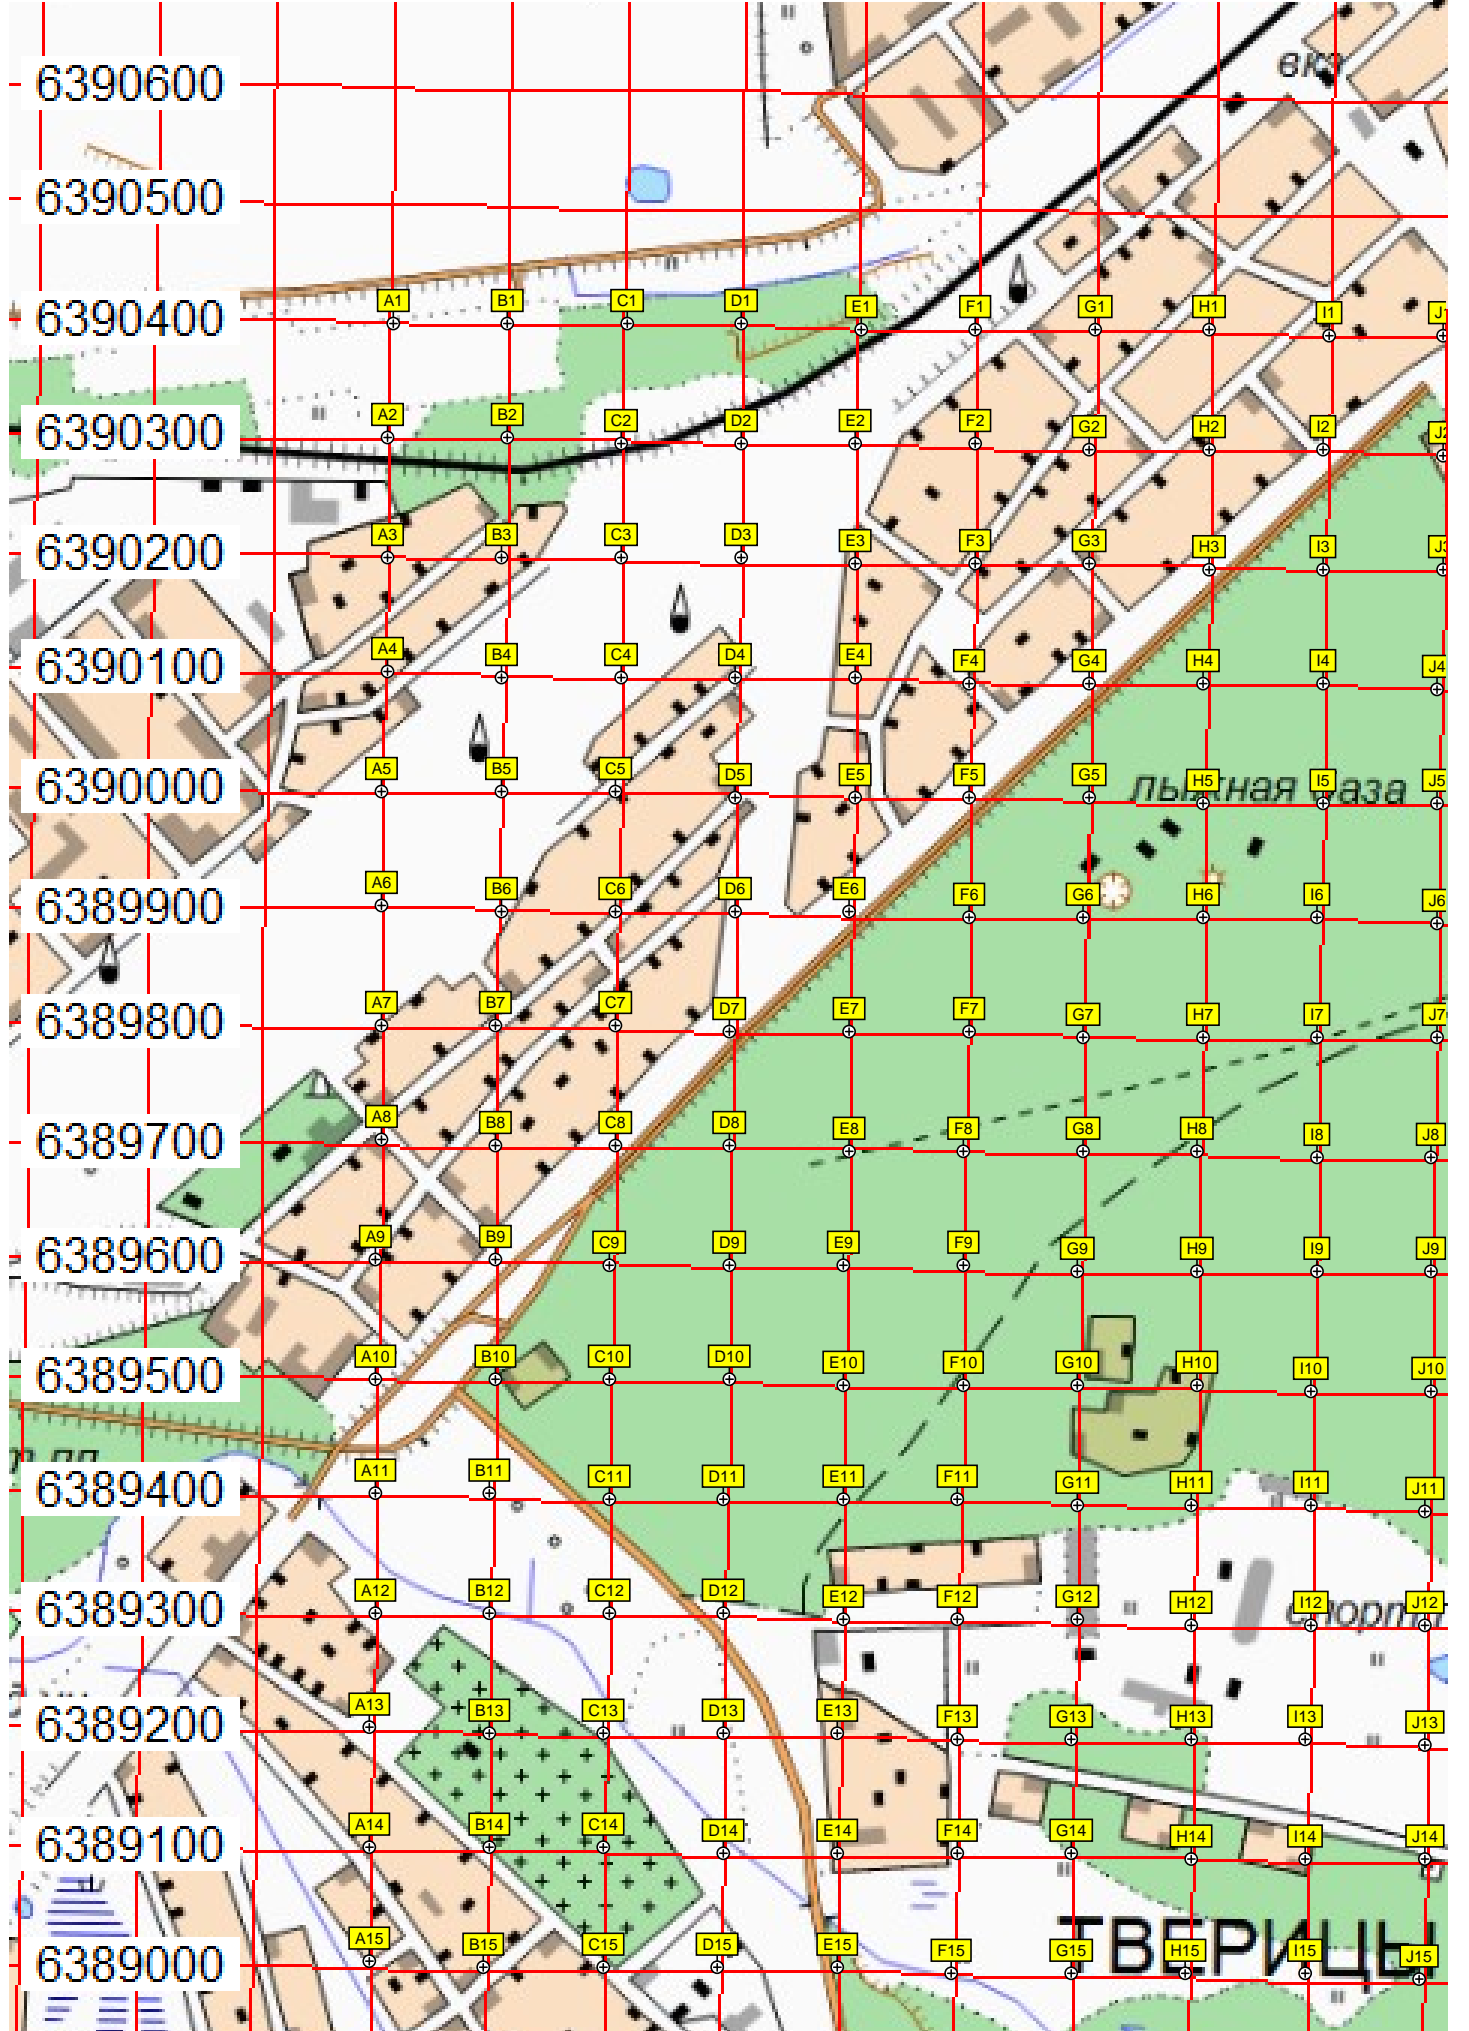 6390600
вка
6390500
6390400
A1 B1 C1 D1 E1 F1 G1 H1 I1
6390300
A2 B2 C2 D2 E2 F2 G2 H2 I2 J2
6390200
A3 B3 C3 D3 E3 F3 G3 H3 I3 J3
6390100
A4 B4 C4 D4 E4 F4 G4 H4 I4 J4
6390000
A5 B5 C5 D5 E5 F5 G5 H5 I5 J5
лыжная база
6389900
A6 B6 C6 D6 E6 F6 G6 H6 I6 J6
6389800
A7 B7 C7 D7 E7 F7 G7 H7 I7 J7
6389700
A8 B8 C8 D8 E8 F8 G8 H8 I8 J8
6389600
A9 B9 C9 D9 E9 F9 G9 H9 I9 J9
6389500
A10 B10 C10 D10 E10 F10 G10 H10 I10 J10
6389400
A11 B11 C11 D11 E11 F11 G11 H11 I11 J11
6389300
A12 B12 C12 D12 E12 F12 G12 H12 I12 J12
6389200
A13 B13 C13 D13 E13 F13 G13 H13 I13 J13
6389100
A14 B14 C14 D14 E14 F14 G14 H14 I14 J14
6389000
A15 B15 C15 D15 E15 F15 G15 H15 I15 J15
ТВЕРИЦЫ